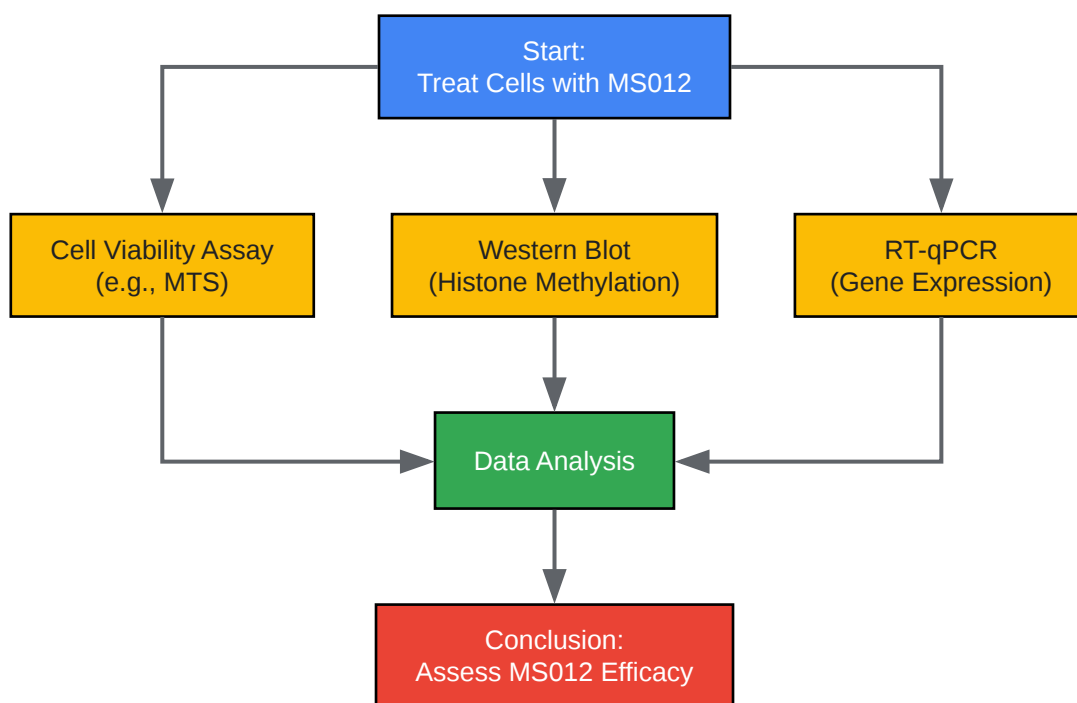 Start:
Treat Cells with MS012
Cell Viability Assay
(e.g., MTS)
Western Blot
(Histone Methylation)
RT-qPCR
(Gene Expression)
Data Analysis
Conclusion:
Assess MS012 Efficacy